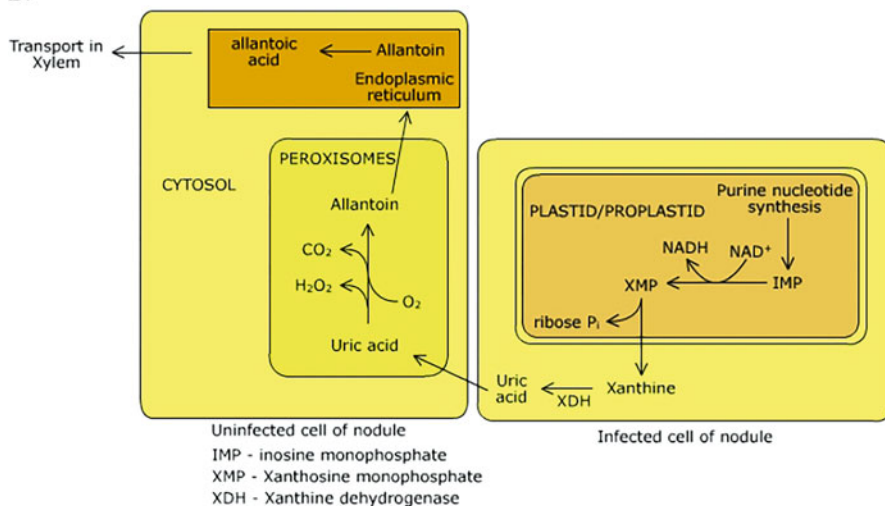 Transport in
Xylem
allantoic
acid
Allantoin
Endoplasmic
reticulum
CYTOSOL
PEROXISOMES
Allantoin
CO₂
H₂O₂
O₂
Uric acid
PLASTID/PROPLASTID
Purine nucleotide
synthesis
NADH
NAD⁺
XMP
IMP
ribose Pᵢ
Uric
acid
XDH
Xanthine
Uninfected cell of nodule
IMP - inosine monophosphate
XMP - Xanthosine monophosphate
XDH - Xanthine dehydrogenase
Infected cell of nodule